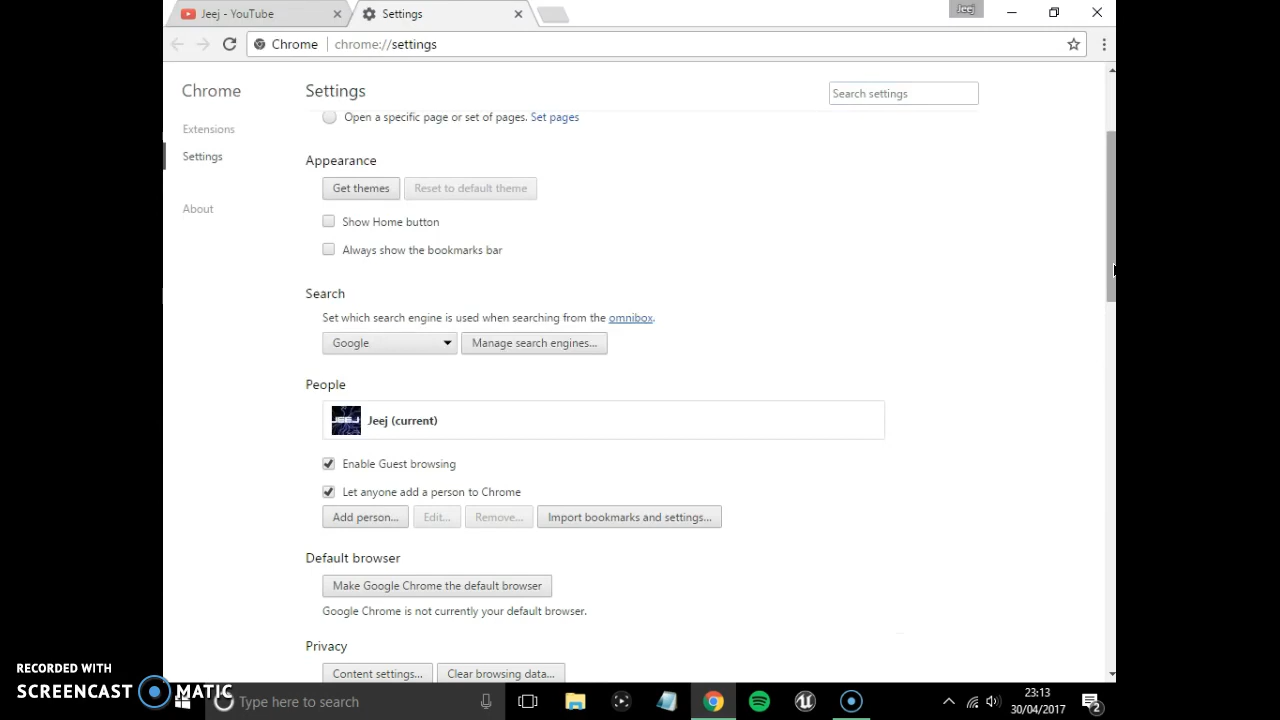 Jeej - YouTube
Settings
Jeej
Chrome
chrome://settings
Chrome
Settings
Search settings
Extensions
Settings
About
Open a specific page or set of pages. Set pages
Appearance
Get themes
Reset to default theme
Show Home button
Always show the bookmarks bar
Search
Set which search engine is used when searching from the omnibox.
Google
Manage search engines...
People
JEEJ
Jeej (current)
Enable Guest browsing
Let anyone add a person to Chrome
Add person...
Edit...
Remove...
Import bookmarks and settings...
Default browser
Make Google Chrome the default browser
Google Chrome is not currently your default browser.
Privacy
Content settings...
Clear browsing data...
RECORDED WITH
SCREENCAST MATIC
Type here to search
23:13
30/04/2017
2